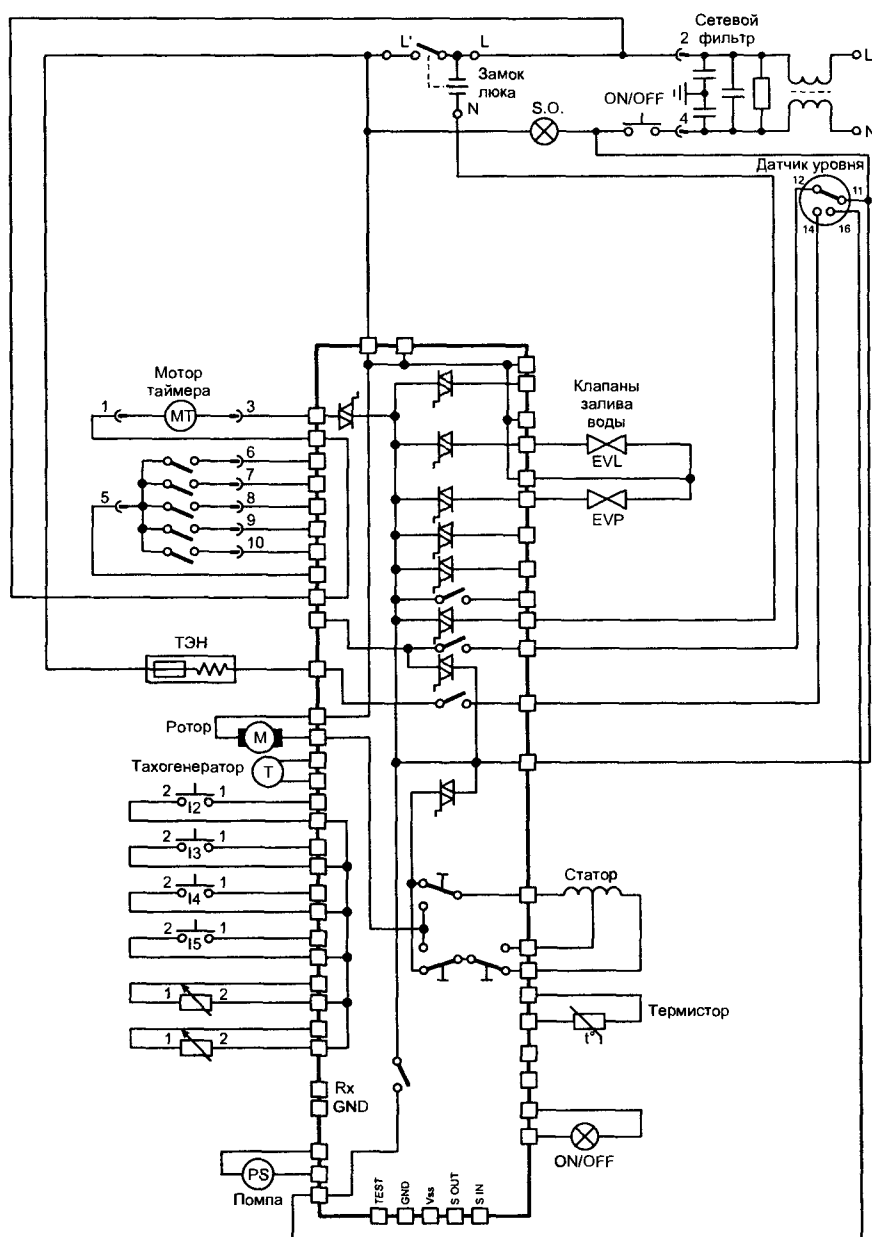 Сетевой
фильтр
L'
L
2
L
Замок
люка
N
S.O.
ON/OFF
4
N
Датчик уровня
12
11
14
16
Мотор
таймера
1
МТ
3
Клапаны
залива
воды
EVL
EVP
6
7
5
8
9
10
ТЭН
Ротор
М
Тахогенератор
Т
2
1
I2
2
1
I3
2
1
I4
2
1
I5
Статор
1
2
1
2
Термистор
t°
Rx
GND
PS
Помпа
ON/OFF
TEST
GND
Vss
S OUT
S IN